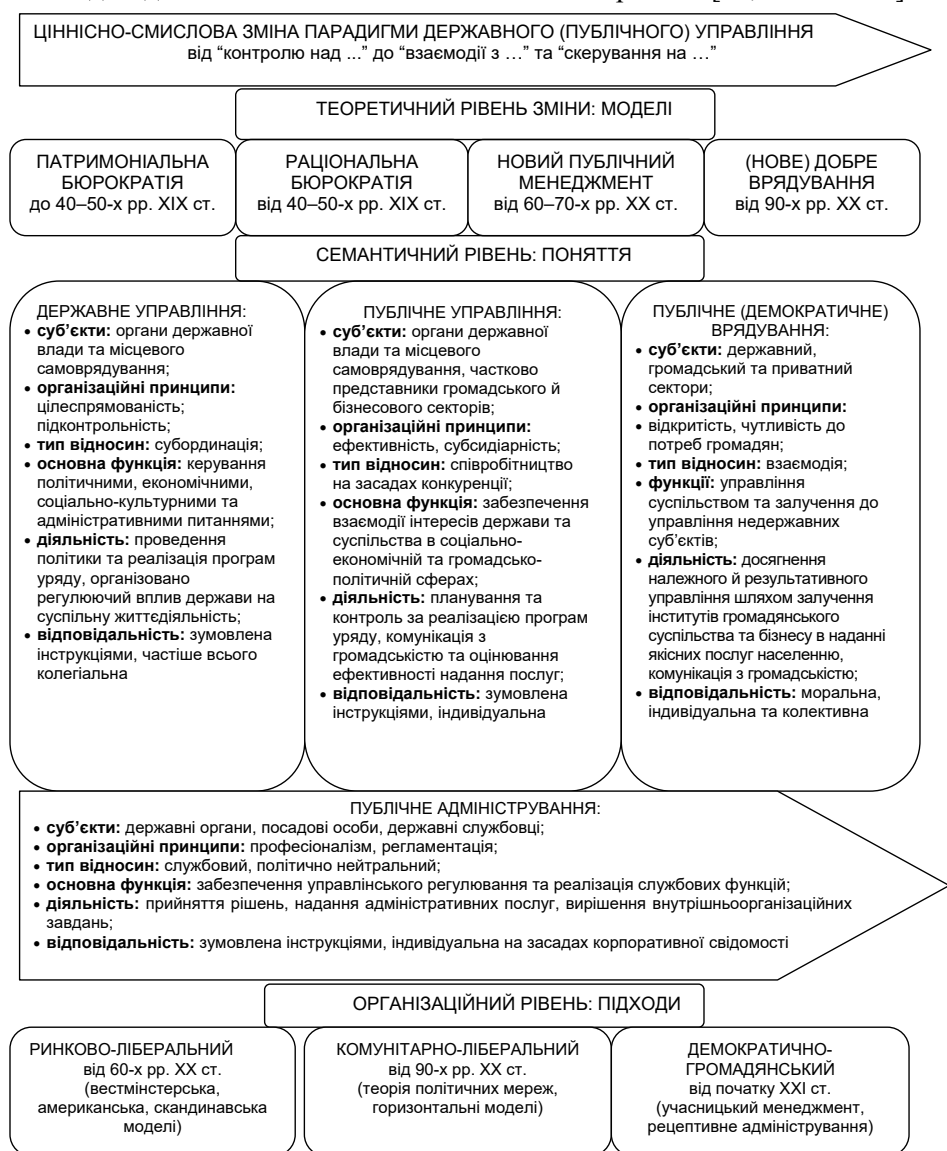 ЦІННІСНО-СМИСЛОВА ЗМІНА ПАРАДИГМИ ДЕРЖАВНОГО (ПУБЛІЧНОГО) УПРАВЛІННЯ
від “контролю над ...” до “взаємодії з …” та “скерування на …”
ТЕОРЕТИЧНИЙ РІВЕНЬ ЗМІНИ: МОДЕЛІ
ПАТРИМОНІАЛЬНА
БЮРОКРАТІЯ
до 40–50-х рр. ХІХ ст.
РАЦІОНАЛЬНА
БЮРОКРАТІЯ
від 40–50-х рр. ХІХ ст.
НОВИЙ ПУБЛІЧНИЙ
МЕНЕДЖМЕНТ
від 60–70-х рр. ХХ ст.
(НОВЕ) ДОБРЕ
ВРЯДУВАННЯ
від 90-х рр. ХХ ст.
СЕМАНТИЧНИЙ РІВЕНЬ: ПОНЯТТЯ
ДЕРЖАВНЕ УПРАВЛІННЯ:
• суб’єкти: органи державної
влади та місцевого
самоврядування;
• організаційні принципи:
цілеспрямованість;
підконтрольність;
• тип відносин: субординація;
• основна функція: керування
політичними, економічними,
соціально-культурними та
адміністративними питаннями;
• діяльність: проведення
політики та реалізація програм
уряду, організовано
регулюючий вплив держави на
суспільну життєдіяльність;
• відповідальність: зумовлена
інструкціями, частіше всього
колегіальна
ПУБЛІЧНЕ УПРАВЛІННЯ:
• суб’єкти: органи державної
влади та місцевого
самоврядування, частково
представники громадського й
бізнесового секторів;
• організаційні принципи:
ефективність, субсидіарність;
• тип відносин: співробітництво
на засадах конкуренції;
• основна функція: забезпечення
взаємодії інтересів держави та
суспільства в соціально-
економічній та громадсько-
політичній сферах;
• діяльність: планування та
контроль за реалізацією програм
уряду, комунікація з
громадськістю та оцінювання
ефективності надання послуг;
• відповідальність: зумовлена
інструкціями, індивідуальна
ПУБЛІЧНЕ (ДЕМОКРАТИЧНЕ)
ВРЯДУВАННЯ:
• суб’єкти: державний,
громадський та приватний
сектори;
• організаційні принципи:
• відкритість, чутливість до
потреб громадян;
• тип відносин: взаємодія;
• функції: управління
суспільством та залучення до
управління недержавних
суб’єктів;
• діяльність: досягнення
належного й результативного
управління шляхом залучення
інститутів громадянського
суспільства та бізнесу в наданні
якісних послуг населенню,
комунікація з громадськістю;
• відповідальність: моральна,
індивідуальна та колективна
ПУБЛІЧНЕ АДМІНІСТРУВАННЯ:
• суб’єкти: державні органи, посадові особи, державні службовці;
• організаційні принципи: професіоналізм, регламентація;
• тип відносин: службовий, політично нейтральний;
• основна функція: забезпечення управлінського регулювання та реалізація службових функцій;
• діяльність: прийняття рішень, надання адміністративних послуг, вирішення внутрішньоорганізаційних
завдань;
• відповідальність: зумовлена інструкціями, індивідуальна на засадах корпоративної свідомості
ОРГАНІЗАЦІЙНИЙ РІВЕНЬ: ПІДХОДИ
РИНКОВО-ЛІБЕРАЛЬНИЙ
від 60-х рр. ХХ ст.
(вестмінстерська,
американська, скандинавська
моделі)
КОМУНІТАРНО-ЛІБЕРАЛЬНИЙ
від 90-х рр. ХХ ст.
(теорія політичних мереж,
горизонтальні моделі)
ДЕМОКРАТИЧНО-
ГРОМАДЯНСЬКИЙ
від початку ХХІ ст.
(учасницький менеджмент,
рецептивне адміністрування)